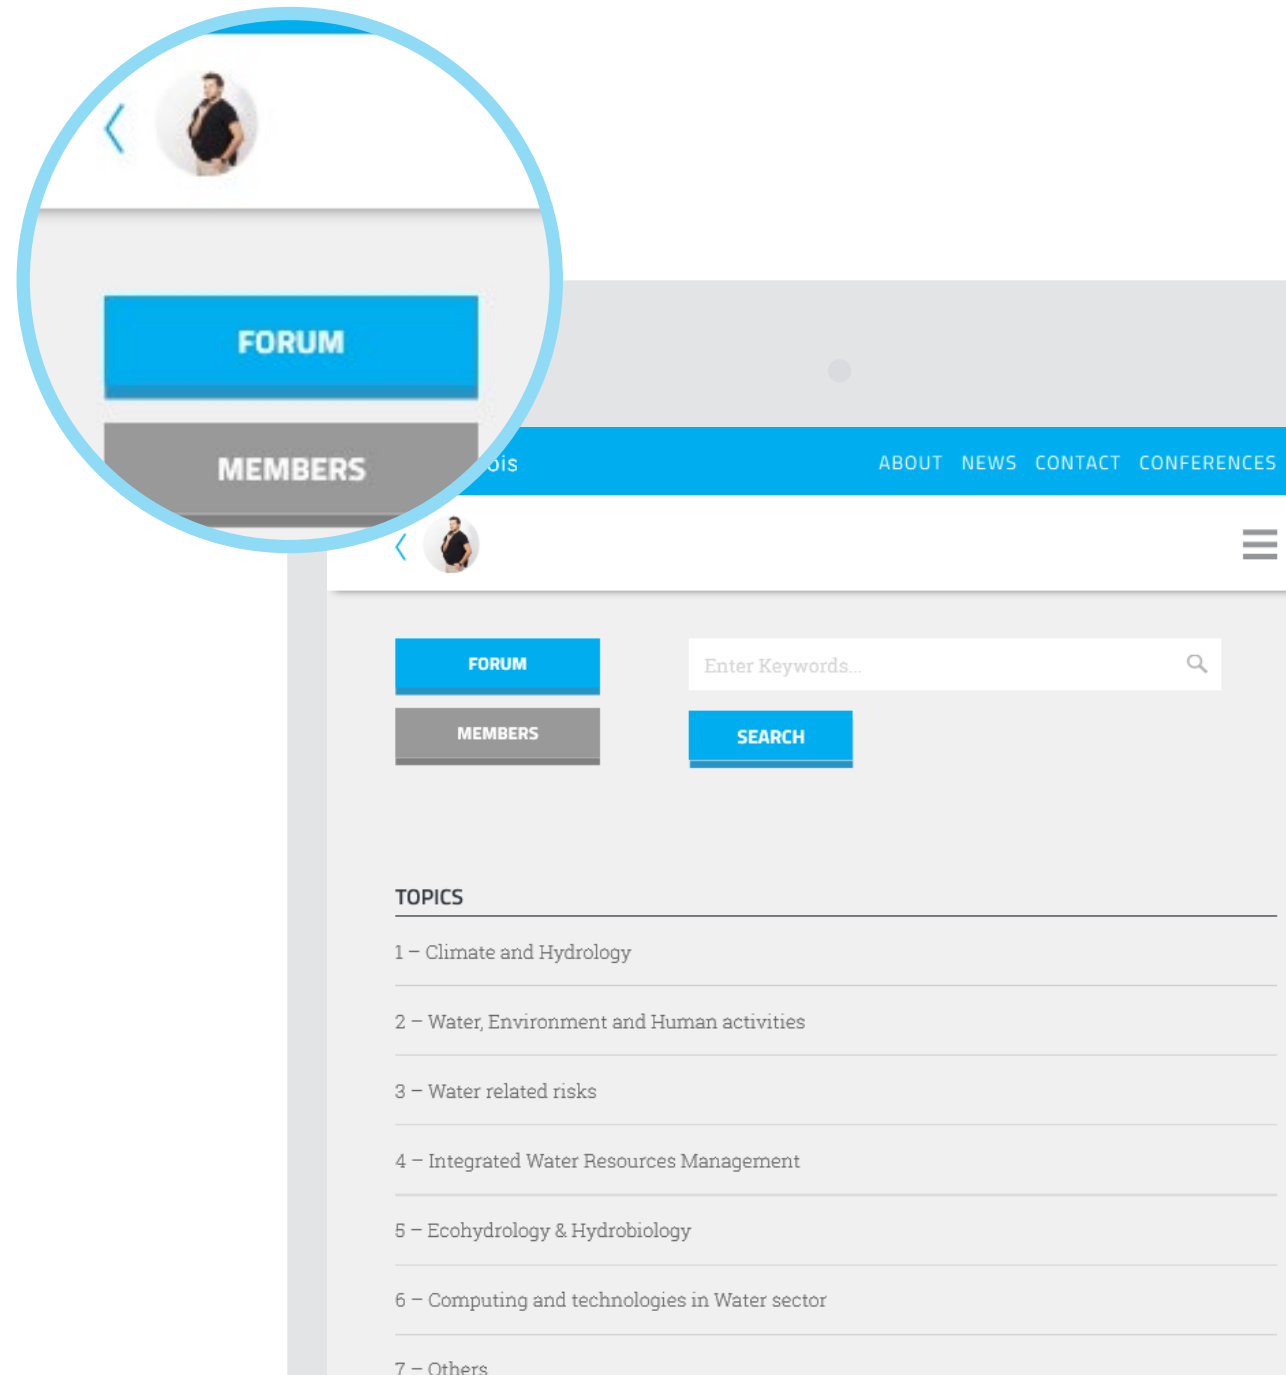 FORUM
MEMBERS
ois
ABOUT NEWS CONTACT CONFERENCES
FORUM
MEMBERS
Enter Keywords...
SEARCH
TOPICS
1 – Climate and Hydrology
2 – Water, Environment and Human activities
3 – Water related risks
4 – Integrated Water Resources Management
5 – Ecohydrology & Hydrobiology
6 – Computing and technologies in Water sector
7 – Others